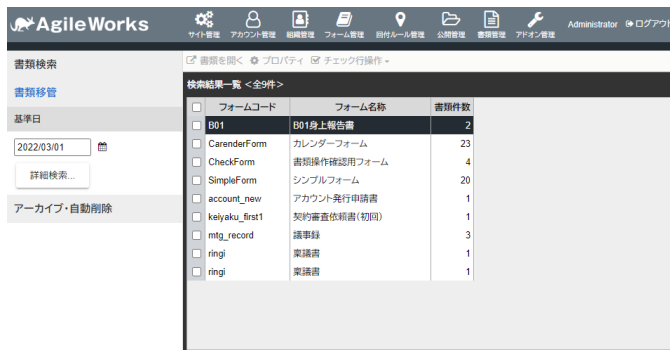 AgileWorks
サイト管理 アカウント管理 組織管理 フォーム管理 回付ルール管理 公開管理 書類管理 アドオン管理 Administrator ログアウト
書類検索
書類移管
基準日
2022/03/01
詳細検索...
アーカイブ・自動削除
書類を開く プロパティ チェック行操作
検索結果一覧 <全9件>
フォームコード フォーム名称 書類件数
B01 B01身上報告書 2
CarenderForm カレンダーフォーム 23
CheckForm 書類操作確認用フォーム 4
SimpleForm シンプルフォーム 20
account_new アカウント発行申請書 1
keiyaku_first1 契約審査依頼書(初回) 1
mtg_record 議事録 3
ringi 稟議書 1
ringi 稟議書 1